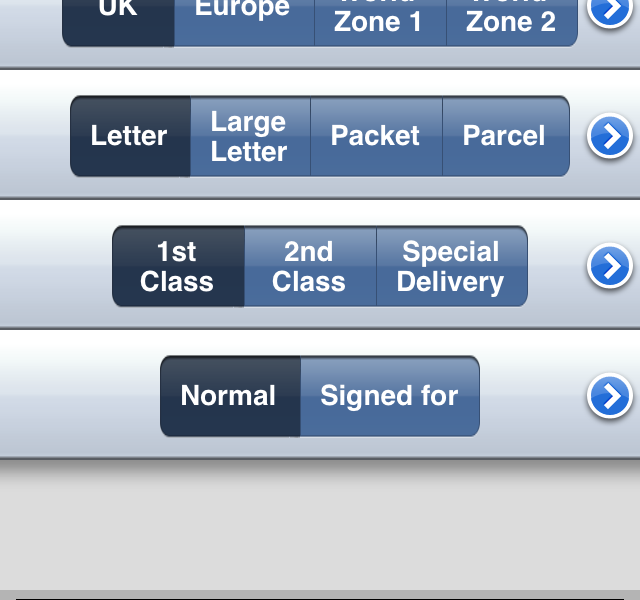 UK Europe
Zone 1 Zone 2
Letter Large Letter Packet Parcel
1st Class 2nd Class Special Delivery
Normal Signed for